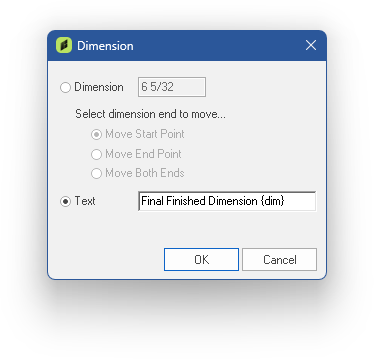 Dimension
Dimension 6 5/32
Select dimension end to move...
Move Start Point
Move End Point
Move Both Ends
Text Final Finished Dimension {dim}
OK Cancel